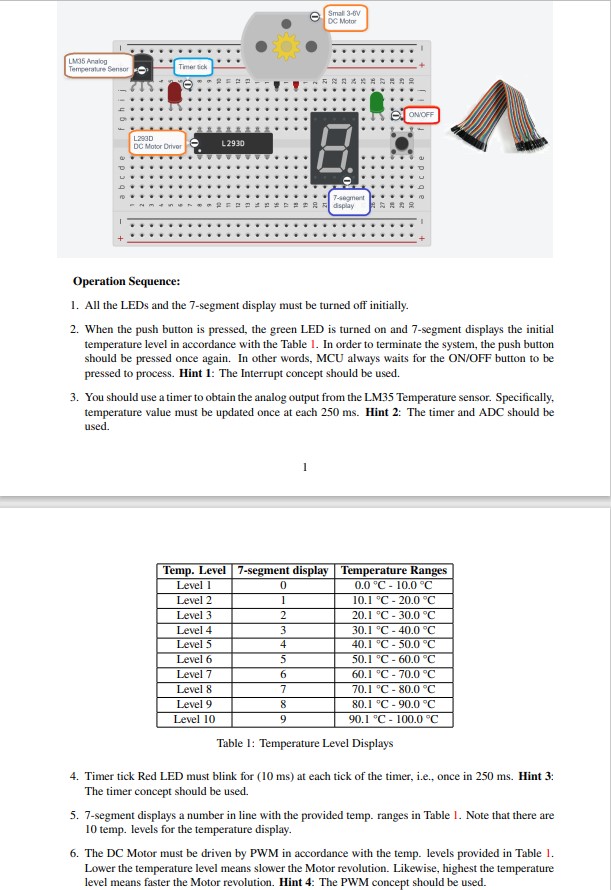 Small 3-6V
DC Motor
LM35 Analog
Temperature Sensor
Timer tick
ON/OFF
L293D
DC Motor Driver
L293D
7-segment
display
Operation Sequence:
1. All the LEDs and the 7-segment display must be turned off initially.
2. When the push button is pressed, the green LED is turned on and 7-segment displays the initial
temperature level in accordance with the Table 1. In order to terminate the system, the push button
should be pressed once again. In other words, MCU always waits for the ON/OFF button to be
pressed to process. Hint 1: The Interrupt concept should be used.
3. You should use a timer to obtain the analog output from the LM35 Temperature sensor. Specifically,
temperature value must be updated once at each 250 ms. Hint 2: The timer and ADC should be
used.
1
Temp. Level 7-segment display Temperature Ranges
Level 1 0 0.0 °C - 10.0 °C
Level 2 1 10.1 °C - 20.0 °C
Level 3 2 20.1 °C - 30.0 °C
Level 4 3 30.1 °C - 40.0 °C
Level 5 4 40.1 °C - 50.0 °C
Level 6 5 50.1 °C - 60.0 °C
Level 7 6 60.1 °C - 70.0 °C
Level 8 7 70.1 °C - 80.0 °C
Level 9 8 80.1 °C - 90.0 °C
Level 10 9 90.1 °C - 100.0 °C
Table 1: Temperature Level Displays
4. Timer tick Red LED must blink for (10 ms) at each tick of the timer, i.e., once in 250 ms. Hint 3:
The timer concept should be used.
5. 7-segment displays a number in line with the provided temp. ranges in Table 1. Note that there are
10 temp. levels for the temperature display.
6. The DC Motor must be driven by PWM in accordance with the temp. levels provided in Table 1.
Lower the temperature level means slower the Motor revolution. Likewise, highest the temperature
level means faster the Motor revolution. Hint 4: The PWM concept should be used.